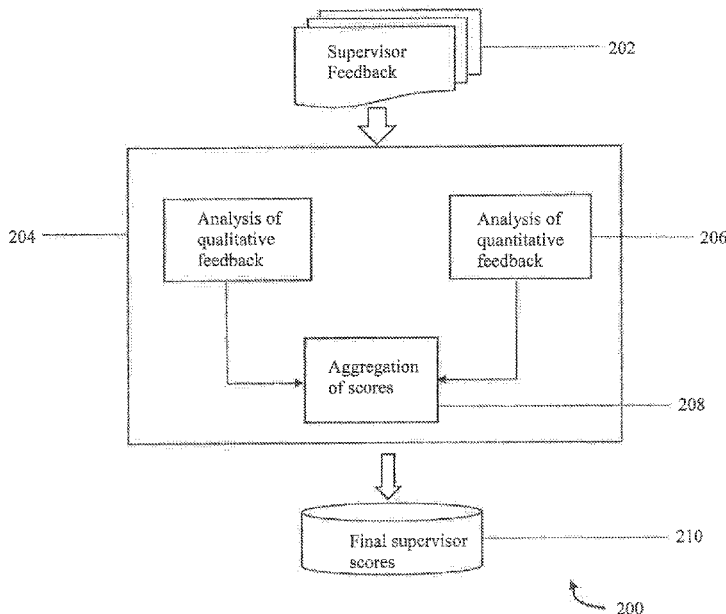 Supervisor
Feedback
202
204
Analysis of
qualitative
feedback
Analysis of
quantitative
feedback
206
Aggregation
of scores
208
Final supervisor
scores
210
200